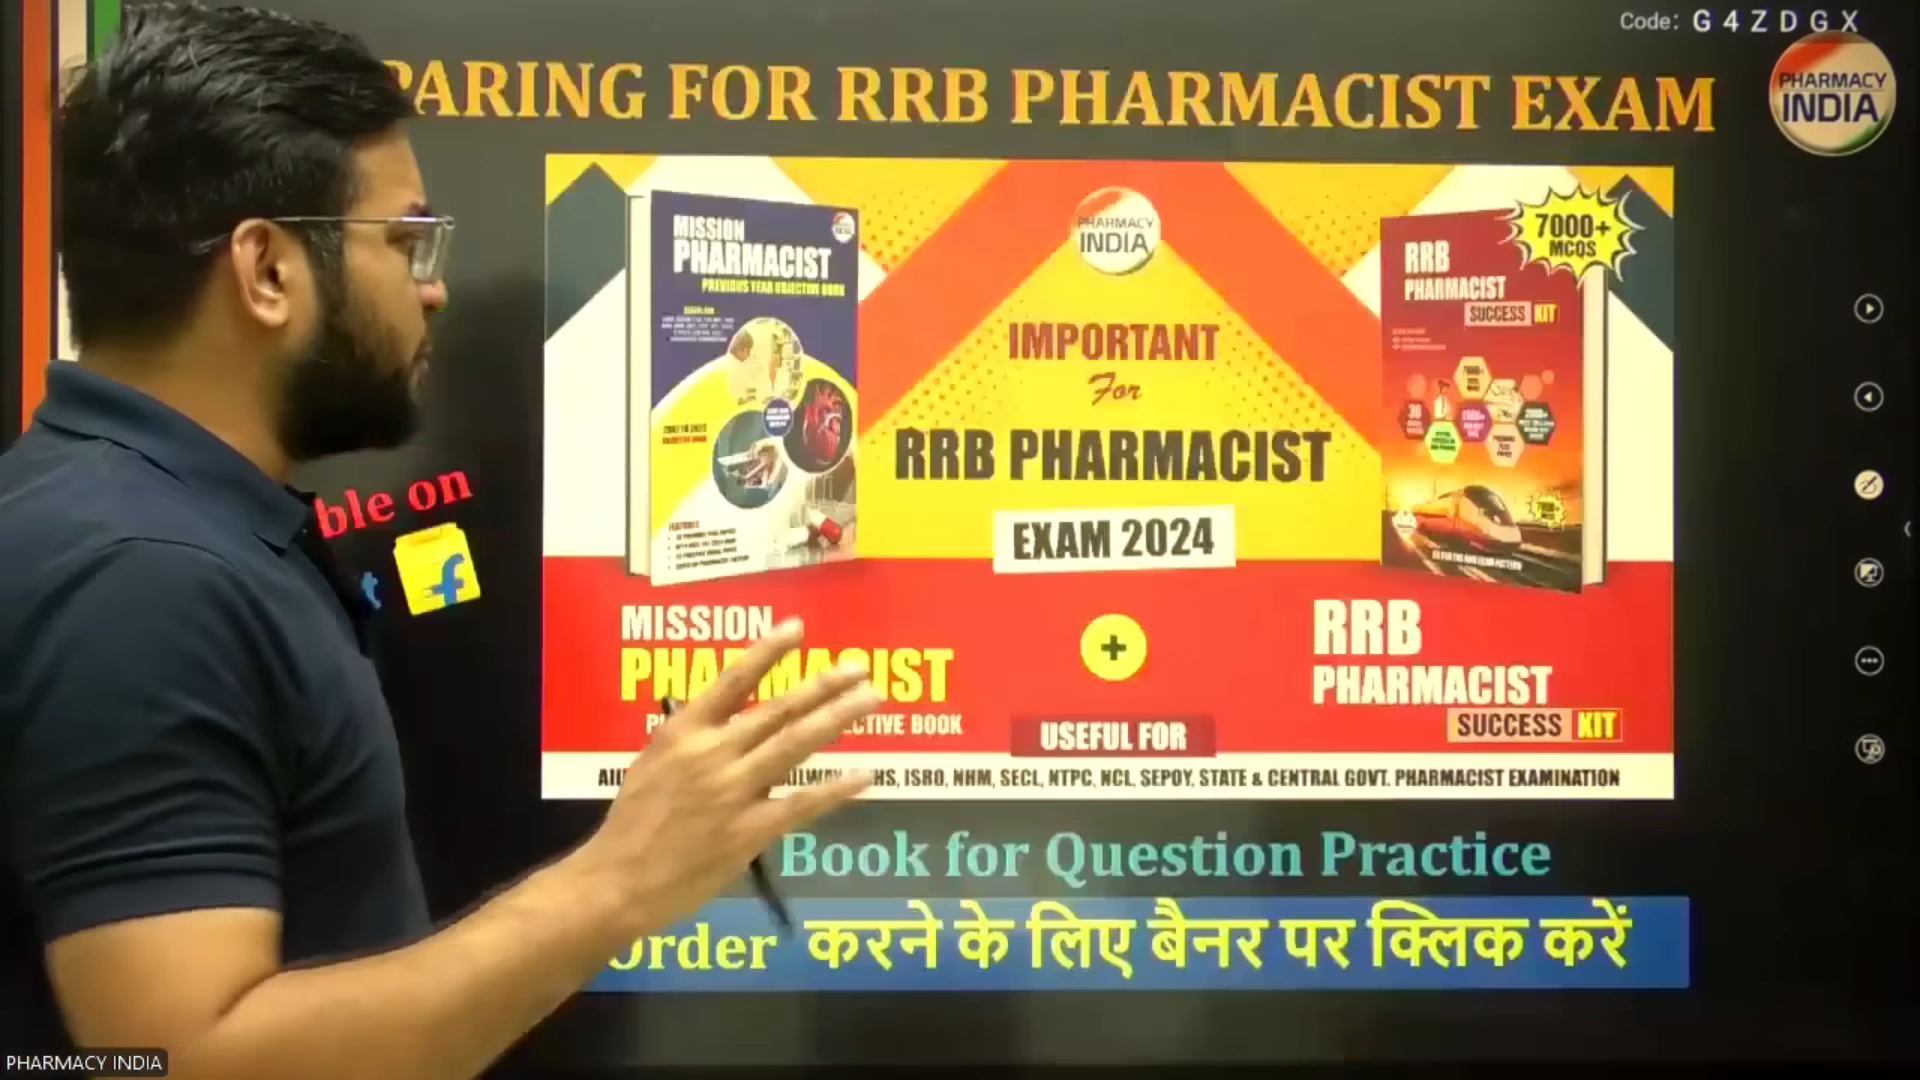 Code: G 4 Z D G X
PARING FOR RRB PHARMACIST EXAM
PHARMACY
INDIA
MISSION
PHARMACIST
PREVIOUS YEAR OBJECTIVE BOOK
PHARMACY
INDIA
IMPORTANT
For
RRB PHARMACIST
EXAM 2024
7000+
MCQS
RRB
PHARMACIST
SUCCESS KIT
ble on
t
f
MISSION
PHARMACIST
CTIVE BOOK
+
USEFUL FOR
RRB
PHARMACIST
SUCCESS KIT
HS, ISRO, NHM, SECL, NTPC, NCL, SEPOY, STATE & CENTRAL GOVT. PHARMACIST EXAMINATION
Book for Question Practice
Order करने के लिए बैनर पर क्लिक करें
PHARMACY INDIA